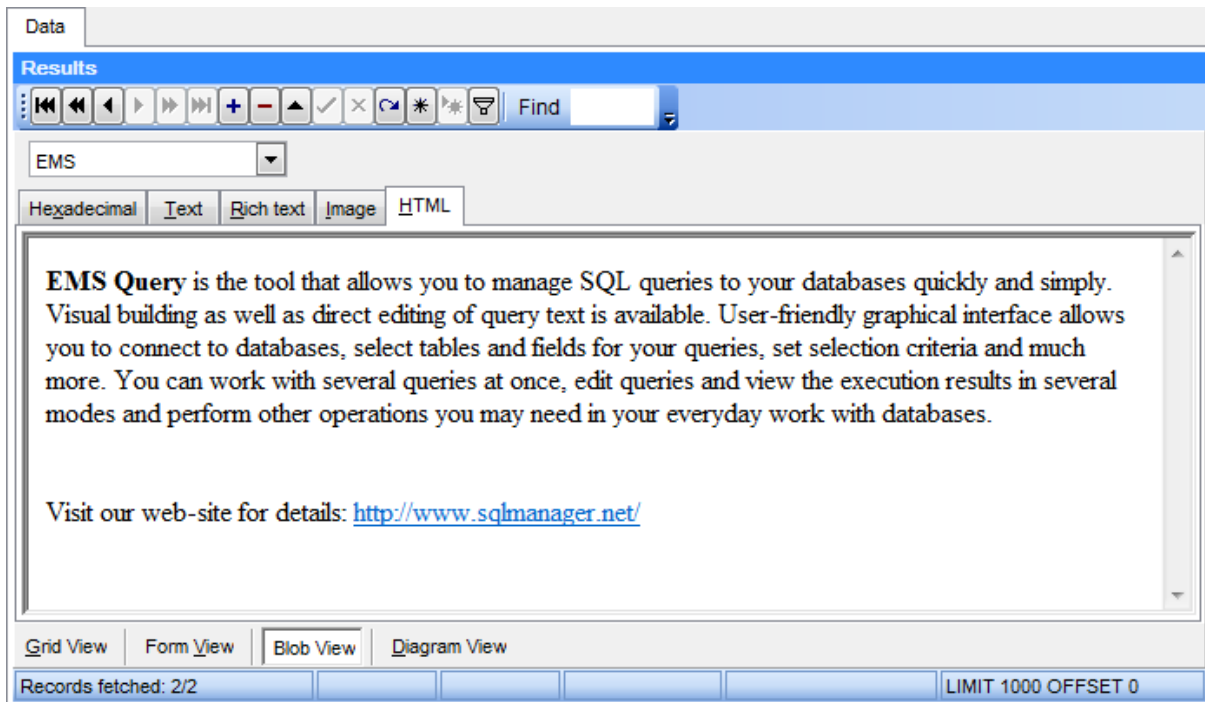 Data
Results
Find
EMS
Hexadecimal Text Rich text Image HTML
EMS Query is the tool that allows you to manage SQL queries to your databases quickly and simply.
Visual building as well as direct editing of query text is available. User-friendly graphical interface allows
you to connect to databases, select tables and fields for your queries, set selection criteria and much
more. You can work with several queries at once, edit queries and view the execution results in several
modes and perform other operations you may need in your everyday work with databases.
Visit our web-site for details: http://www.sqlmanager.net/
Grid View Form View Blob View Diagram View
Records fetched: 2/2 LIMIT 1000 OFFSET 0